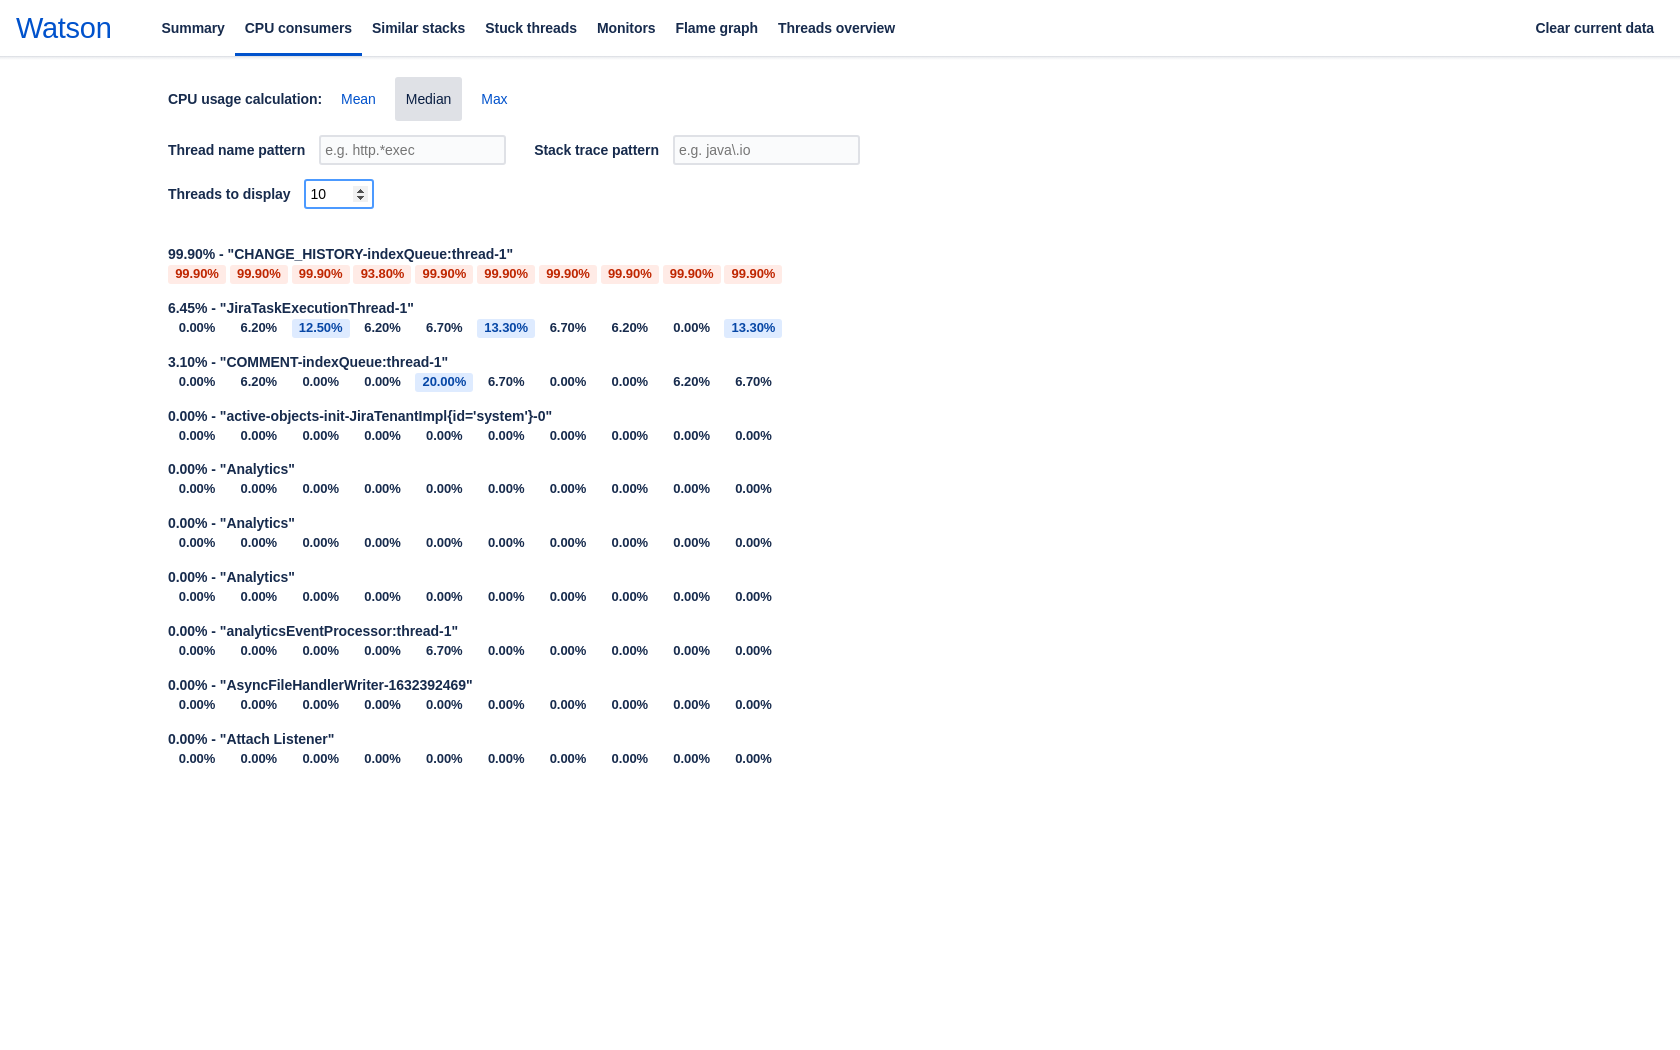 Watson Summary CPU consumers Similar stacks Stuck threads Monitors Flame graph Threads overview Clear current data
CPU usage calculation: Mean Median Max
Thread name pattern e.g. http.*exec Stack trace pattern e.g. java\.io
Threads to display 10
99.90% - "CHANGE_HISTORY-indexQueue:thread-1"
99.90% 99.90% 99.90% 93.80% 99.90% 99.90% 99.90% 99.90% 99.90% 99.90%
6.45% - "JiraTaskExecutionThread-1"
0.00% 6.20% 12.50% 6.20% 6.70% 13.30% 6.70% 6.20% 0.00% 13.30%
3.10% - "COMMENT-indexQueue:thread-1"
0.00% 6.20% 0.00% 0.00% 20.00% 6.70% 0.00% 0.00% 6.20% 6.70%
0.00% - "active-objects-init-JiraTenantImpl{id='system'}-0"
0.00% 0.00% 0.00% 0.00% 0.00% 0.00% 0.00% 0.00% 0.00% 0.00%
0.00% - "Analytics"
0.00% 0.00% 0.00% 0.00% 0.00% 0.00% 0.00% 0.00% 0.00% 0.00%
0.00% - "Analytics"
0.00% 0.00% 0.00% 0.00% 0.00% 0.00% 0.00% 0.00% 0.00% 0.00%
0.00% - "Analytics"
0.00% 0.00% 0.00% 0.00% 0.00% 0.00% 0.00% 0.00% 0.00% 0.00%
0.00% - "analyticsEventProcessor:thread-1"
0.00% 0.00% 0.00% 0.00% 6.70% 0.00% 0.00% 0.00% 0.00% 0.00%
0.00% - "AsyncFileHandlerWriter-1632392469"
0.00% 0.00% 0.00% 0.00% 0.00% 0.00% 0.00% 0.00% 0.00% 0.00%
0.00% - "Attach Listener"
0.00% 0.00% 0.00% 0.00% 0.00% 0.00% 0.00% 0.00% 0.00% 0.00%